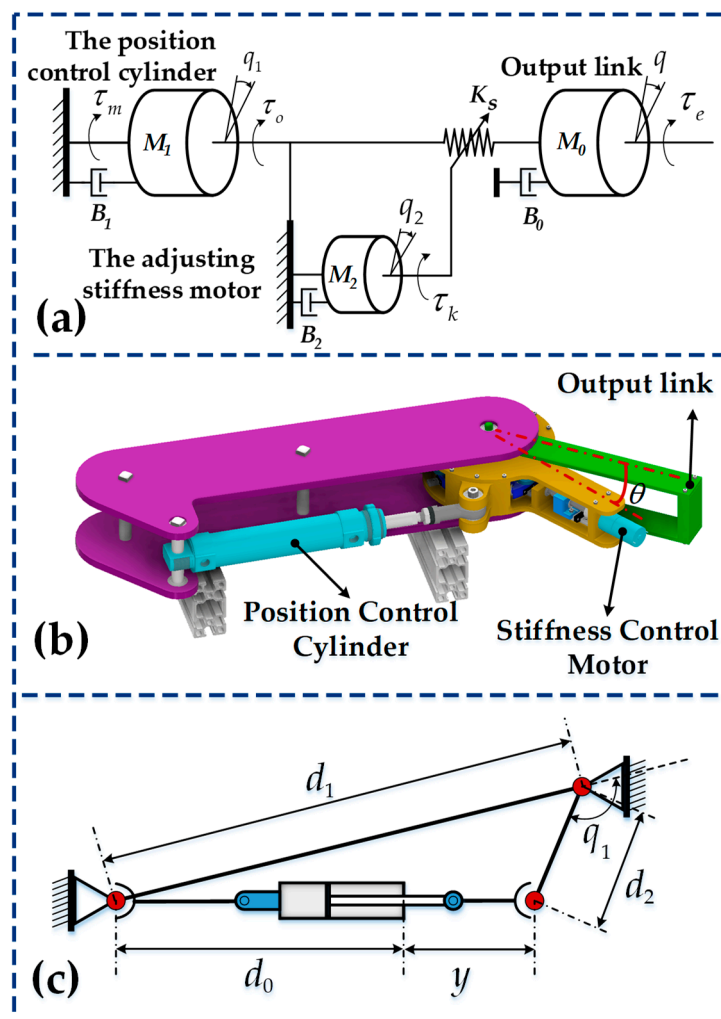 The position
control cylinder
q1
Output link
q
τm
τo
Ks
τe
M1
M0
B1
B0
q2
The adjusting
stiffness motor
M2
τk
B2
(a)
Output link
θ
Position Control
Cylinder
Stiffness Control
Motor
(b)
d1
q1
d2
d0
y
(c)